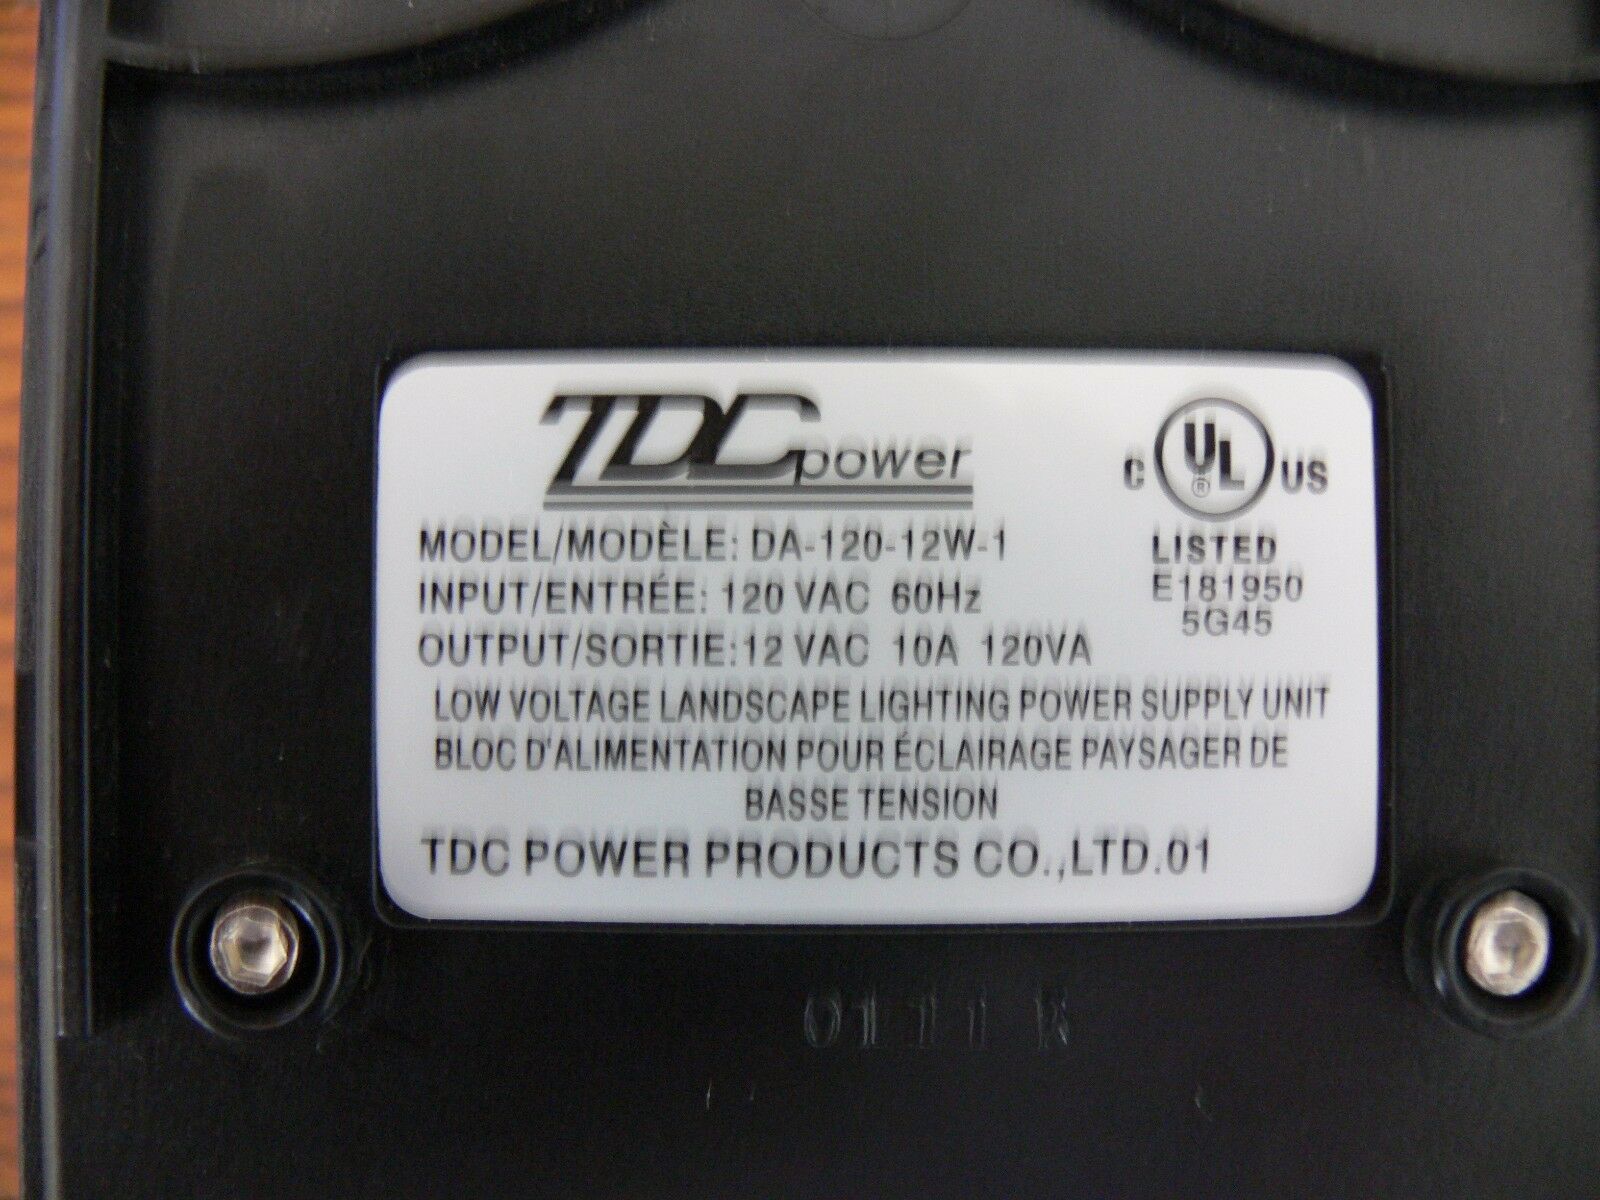 TDC power
C UL ® US
MODEL/MODÈLE: DA-120-12W-1
LISTED
INPUT/ENTRÉE: 120 VAC 60Hz
E181950
5G45
OUTPUT/SORTIE:12 VAC 10A 120VA
LOW VOLTAGE LANDSCAPE LIGHTING POWER SUPPLY UNIT
BLOC D'ALIMENTATION POUR ÉCLAIRAGE PAYSAGER DE
BASSE TENSION
TDC POWER PRODUCTS CO.,LTD.01